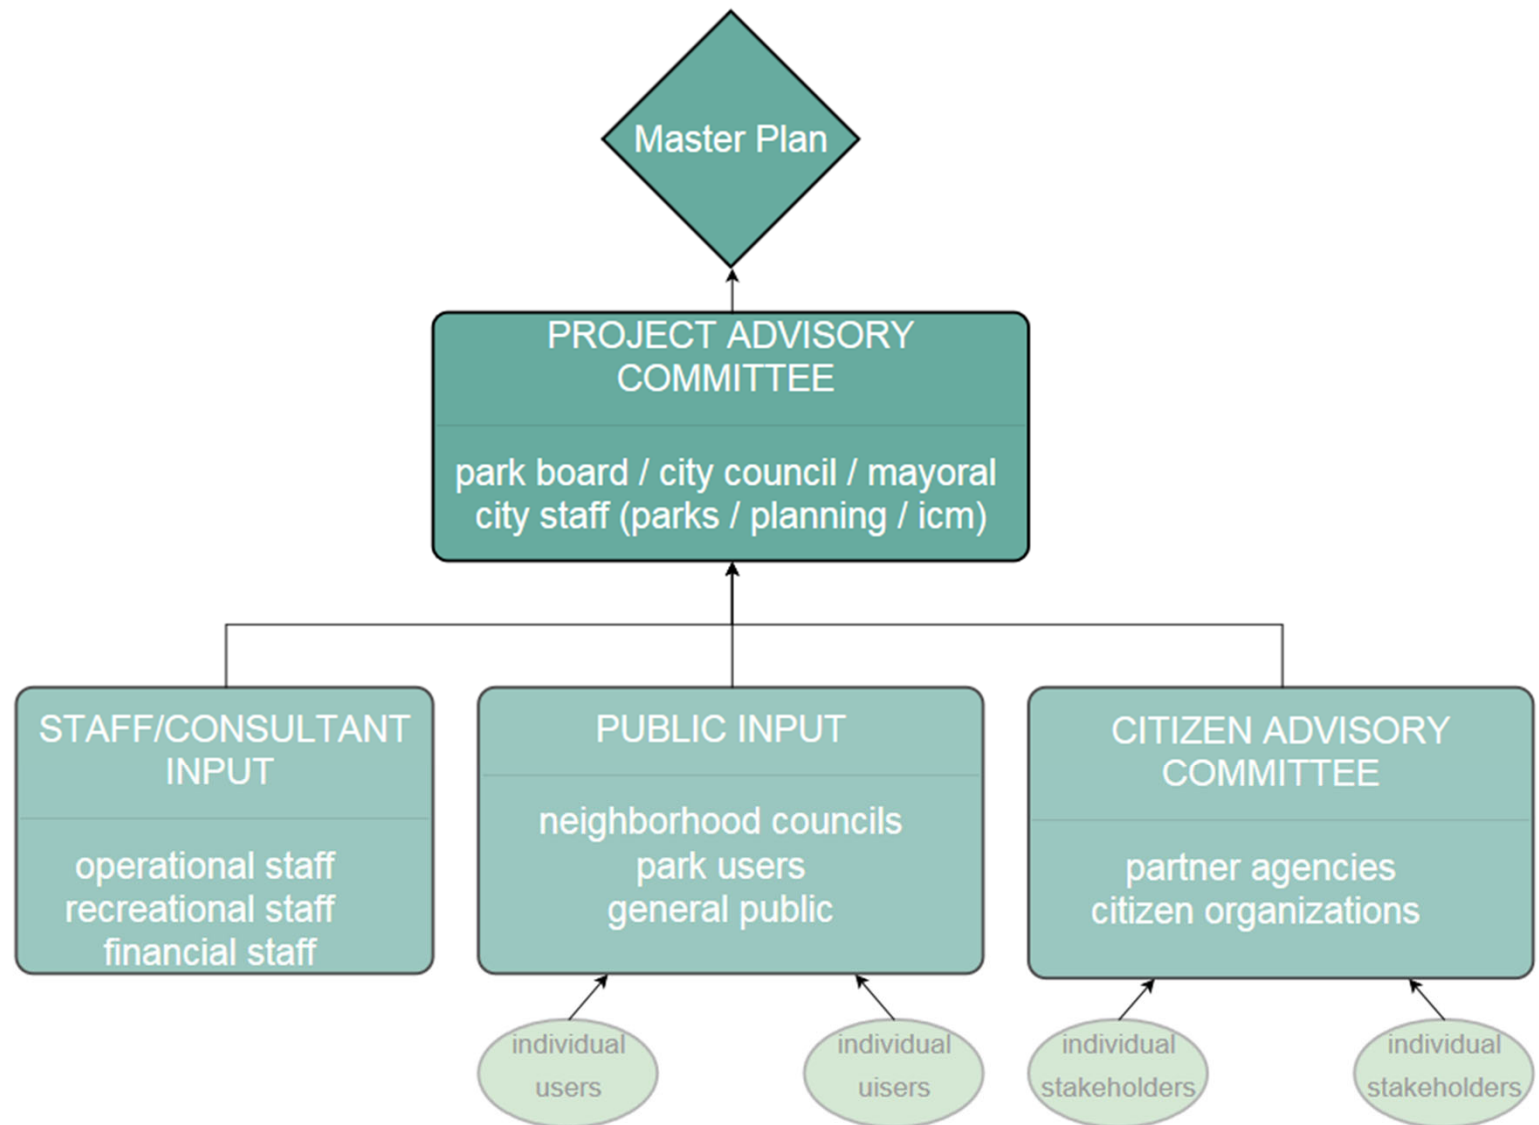 Master Plan
PROJECT ADVISORY
COMMITTEE
park board / city council / mayoral
city staff (parks / planning / icm)
STAFF/CONSULTANT
INPUT
operational staff
recreational staff
financial staff
PUBLIC INPUT
neighborhood councils
park users
general public
CITIZEN ADVISORY
COMMITTEE
partner agencies
citizen organizations
individual
users
individual
uisers
individual
stakeholders
individual
stakeholders